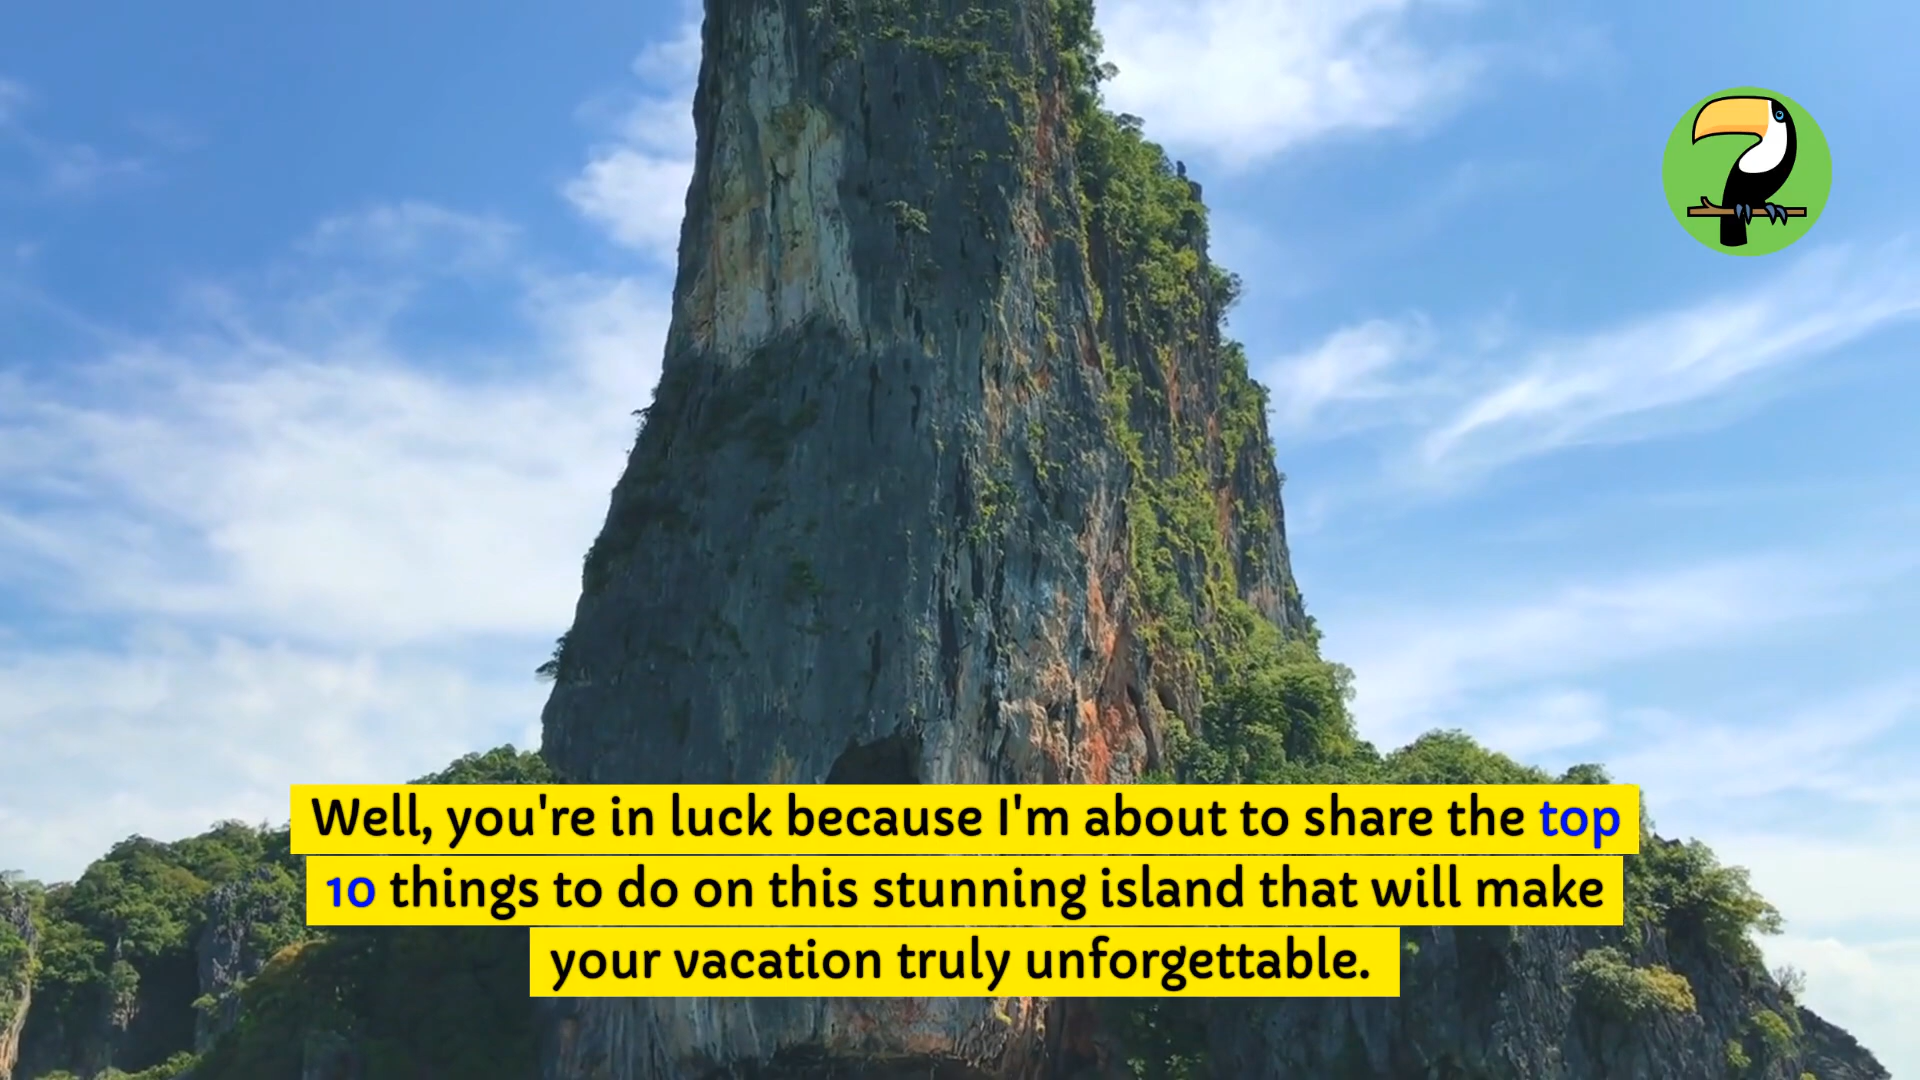 Well, you're in luck because I'm about to share the top
10 things to do on this stunning island that will make
your vacation truly unforgettable.